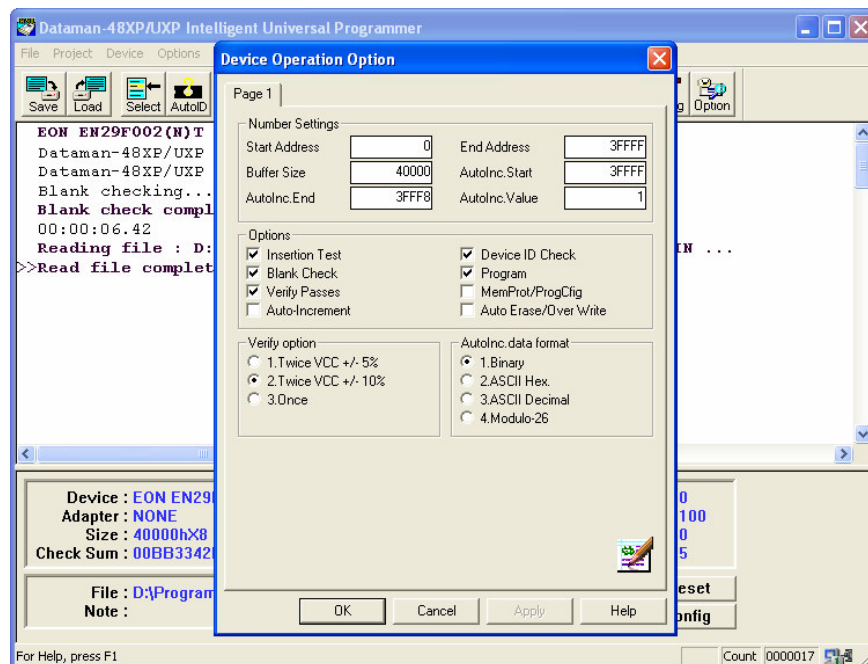 Dataman-48XP/UXP Intelligent Universal Programmer
File Project Device Options
Save Load Select AutoID
Option
EON EN29F002(N)T
Dataman-48XP/UXP
Dataman-48XP/UXP
Blank checking...
Blank check compl
00:00:06.42
Reading file : D: IN ...
>>Read file complet
Device Operation Option
Page 1
Number Settings
Start Address 0 End Address 3FFFF
Buffer Size 40000 AutoInc.Start 3FFFF
AutoInc.End 3FFF8 AutoInc.Value 1
Options
Insertion Test Device ID Check
Blank Check Program
Verify Passes MemProt/ProgCfig
Auto-Increment Auto Erase/Over Write
Verify option
1.Twice VCC +/- 5%
2.Twice VCC +/- 10%
3.Once
AutoInc.data format
1.Binary
2.ASCII Hex.
3.ASCII Decimal
4.Modulo-26
OK Cancel Apply Help
Device : EON EN29 0
Adapter : NONE 100
Size : 40000hX8 0
Check Sum : 00BB3342 5
File : D:\Program eset
Note : onfig
For Help, press F1 Count 0000017